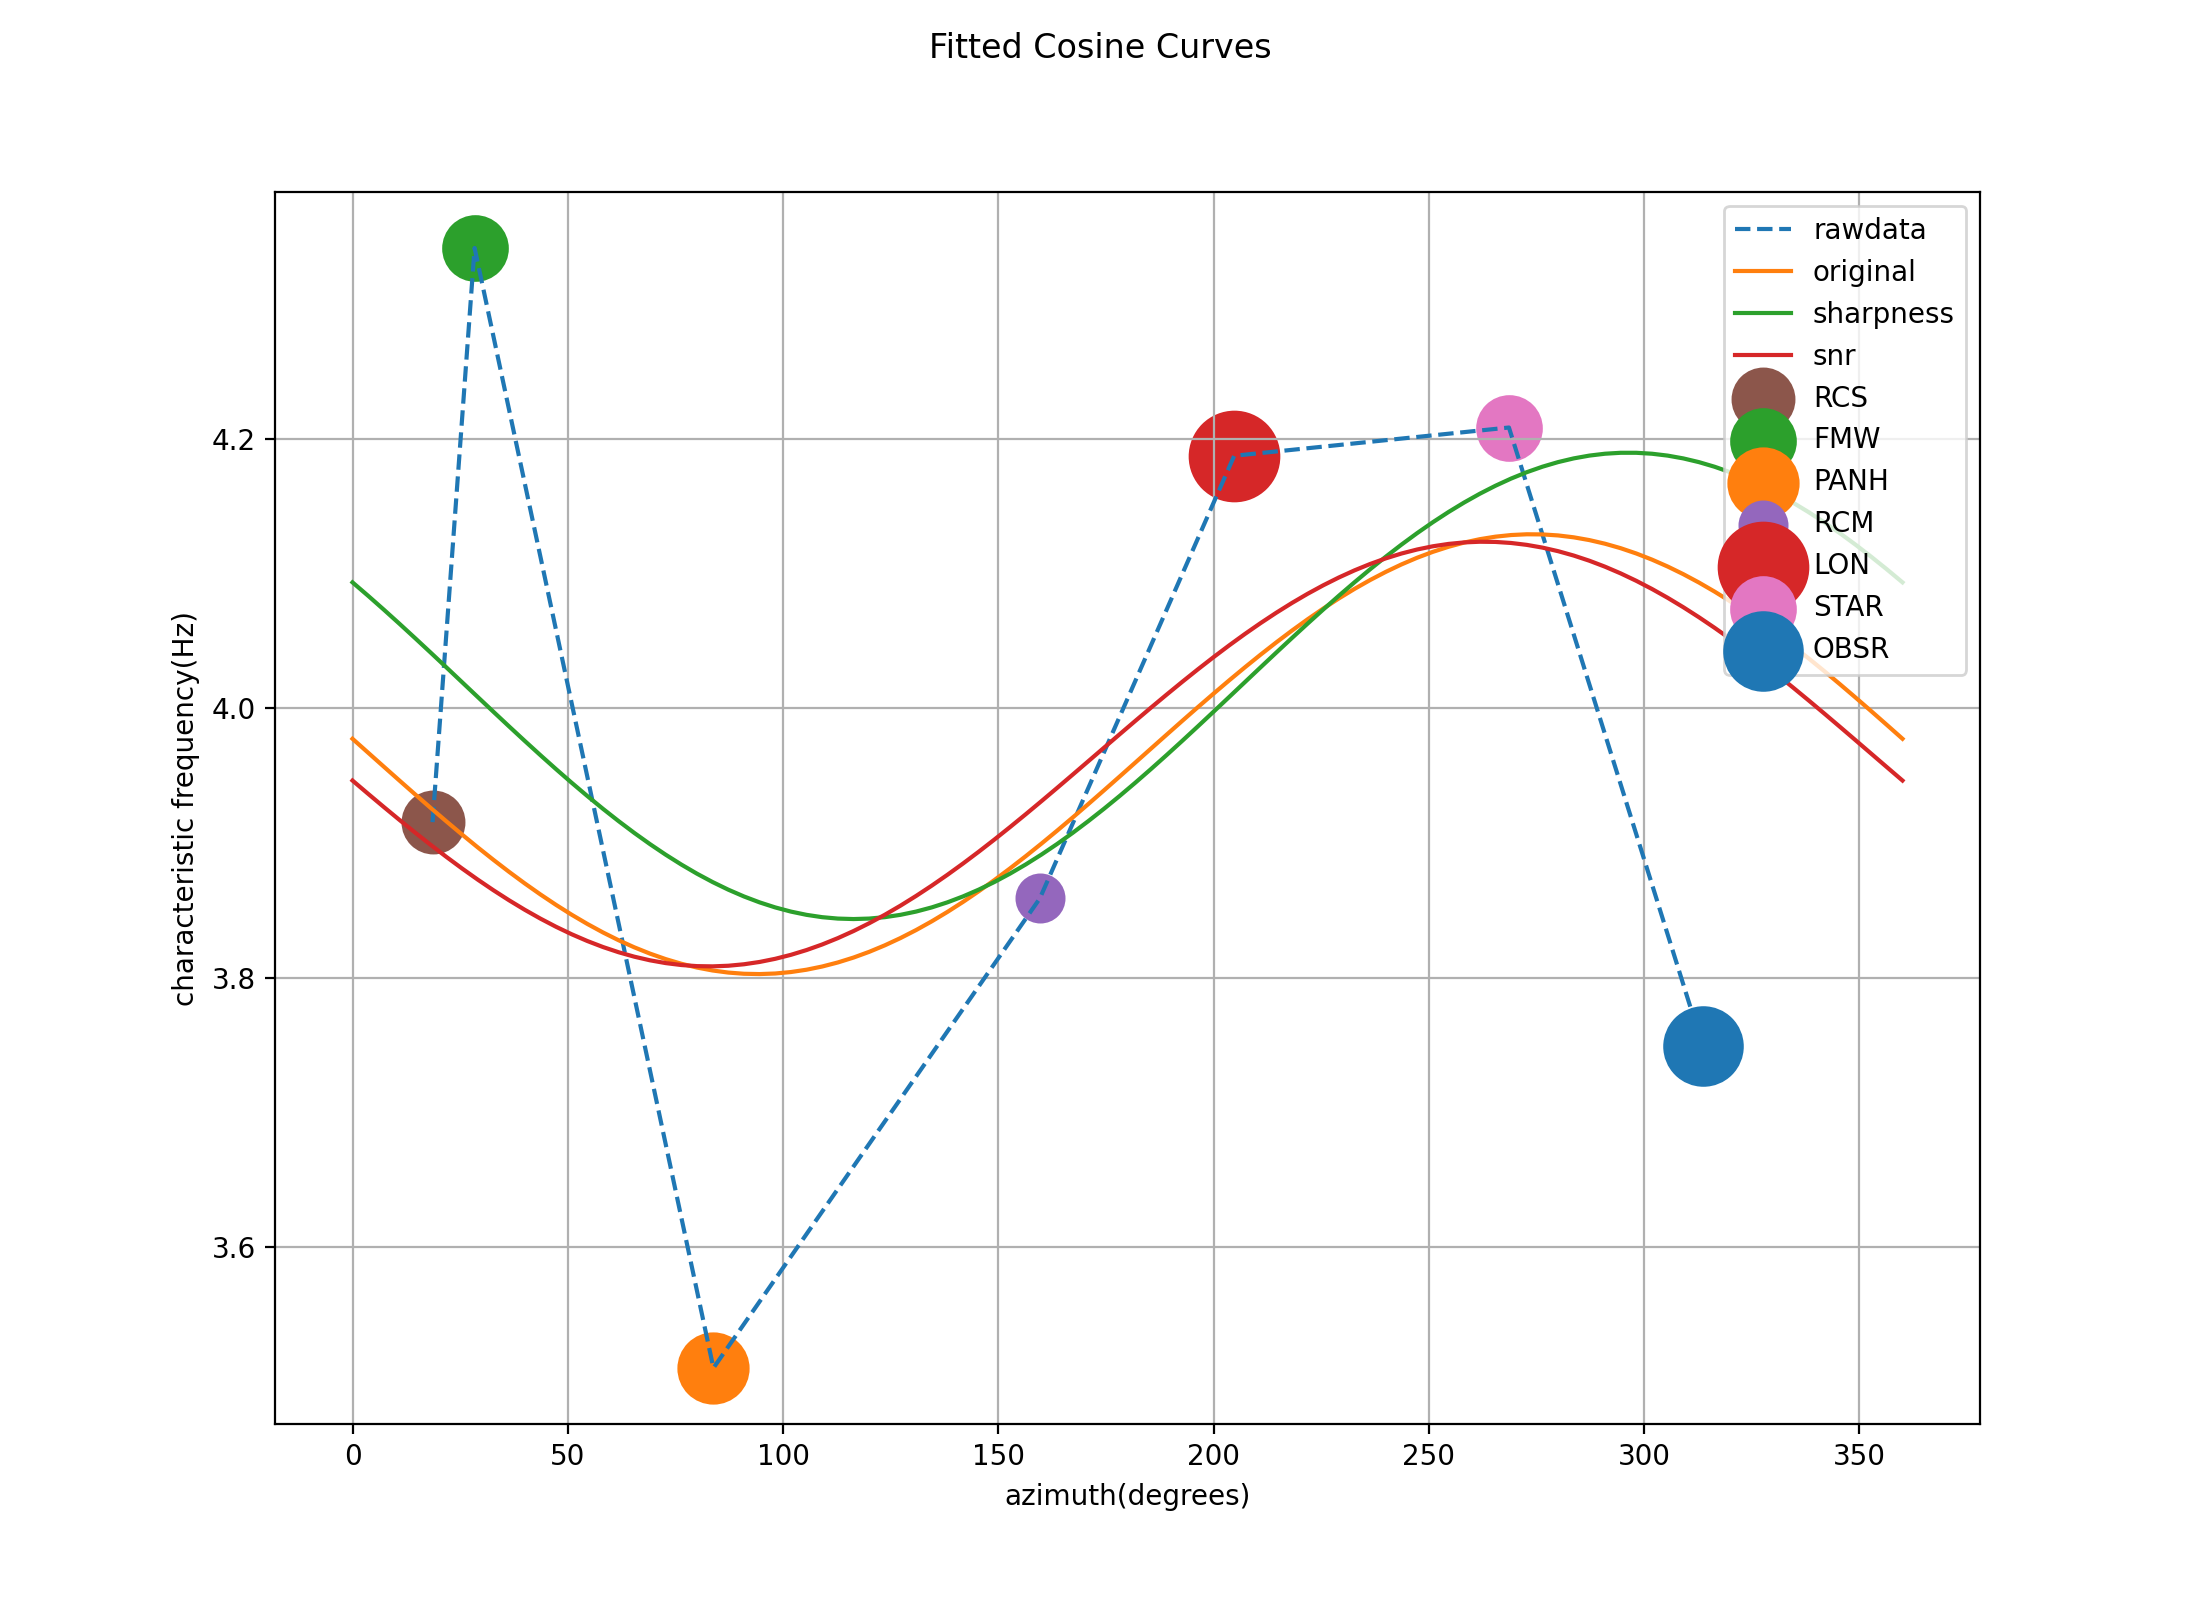 Fitted Cosine Curves
rawdata
original
sharpness
snr
RCS
FMW
PANH
RCM
LON
STAR
OBSR
characteristic frequency(Hz)
4.2
4.0
3.8
3.6
0 50 100 150 200 250 300 350
azimuth(degrees)